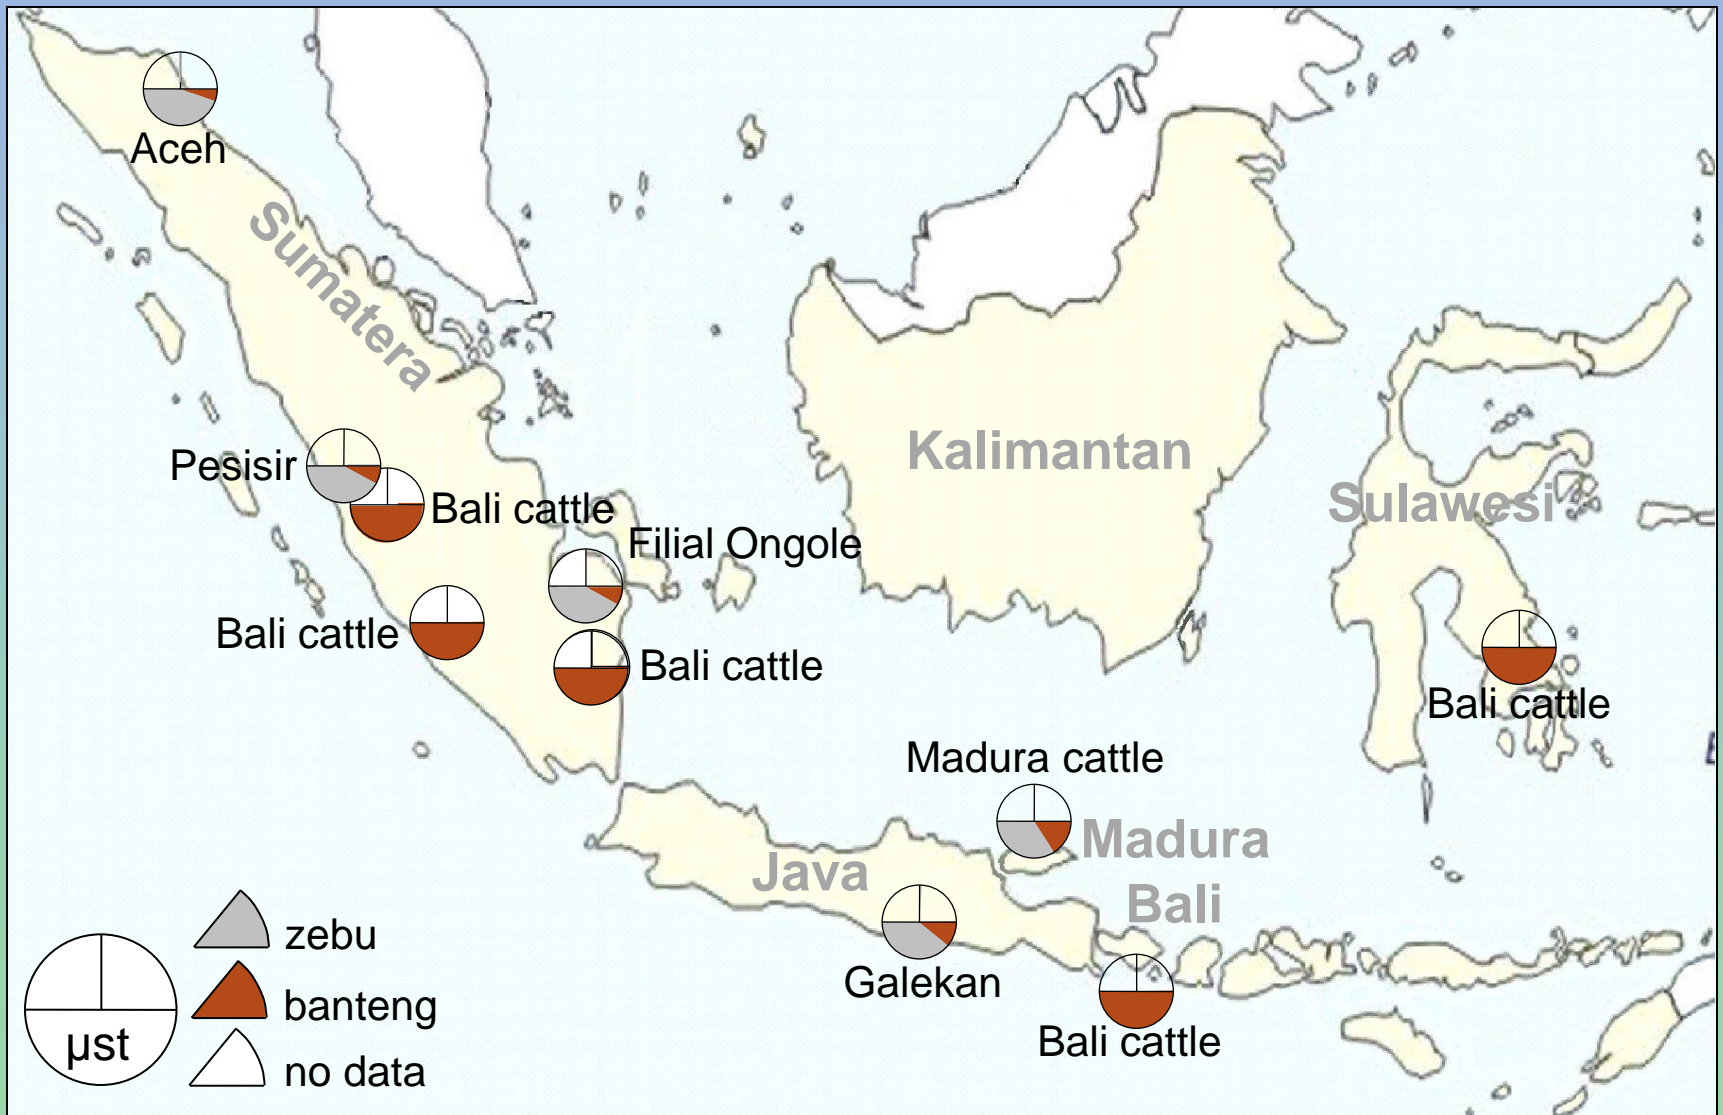 Aceh
Sumatera
Pesisir
Bali cattle
Filial Ongole
Bali cattle
Bali cattle
Kalimantan
Sulawesi
Bali cattle
Madura cattle
Madura
Java
Bali
Galekan
Bali cattle
zebu
banteng
µst
no data